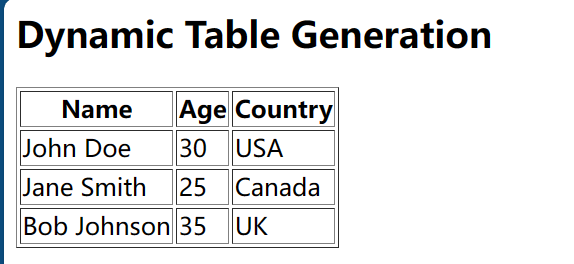 Dynamic Table Generation
Name Age Country
John Doe 30 USA
Jane Smith 25 Canada
Bob Johnson 35 UK